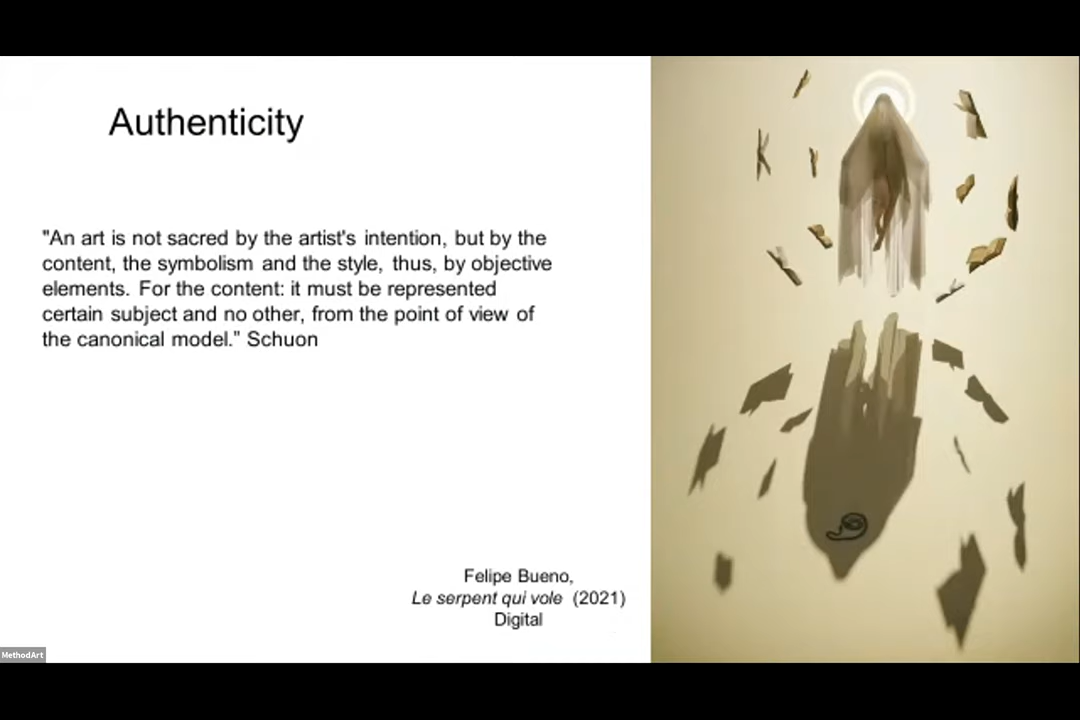 Authenticity
"An art is not sacred by the artist's intention, but by the
content, the symbolism and the style, thus, by objective
elements. For the content: it must be represented
certain subject and no other, from the point of view of
the canonical model.” Schuon
Felipe Bueno,
Le serpent qui vole (2021)
Digital
MethodArt